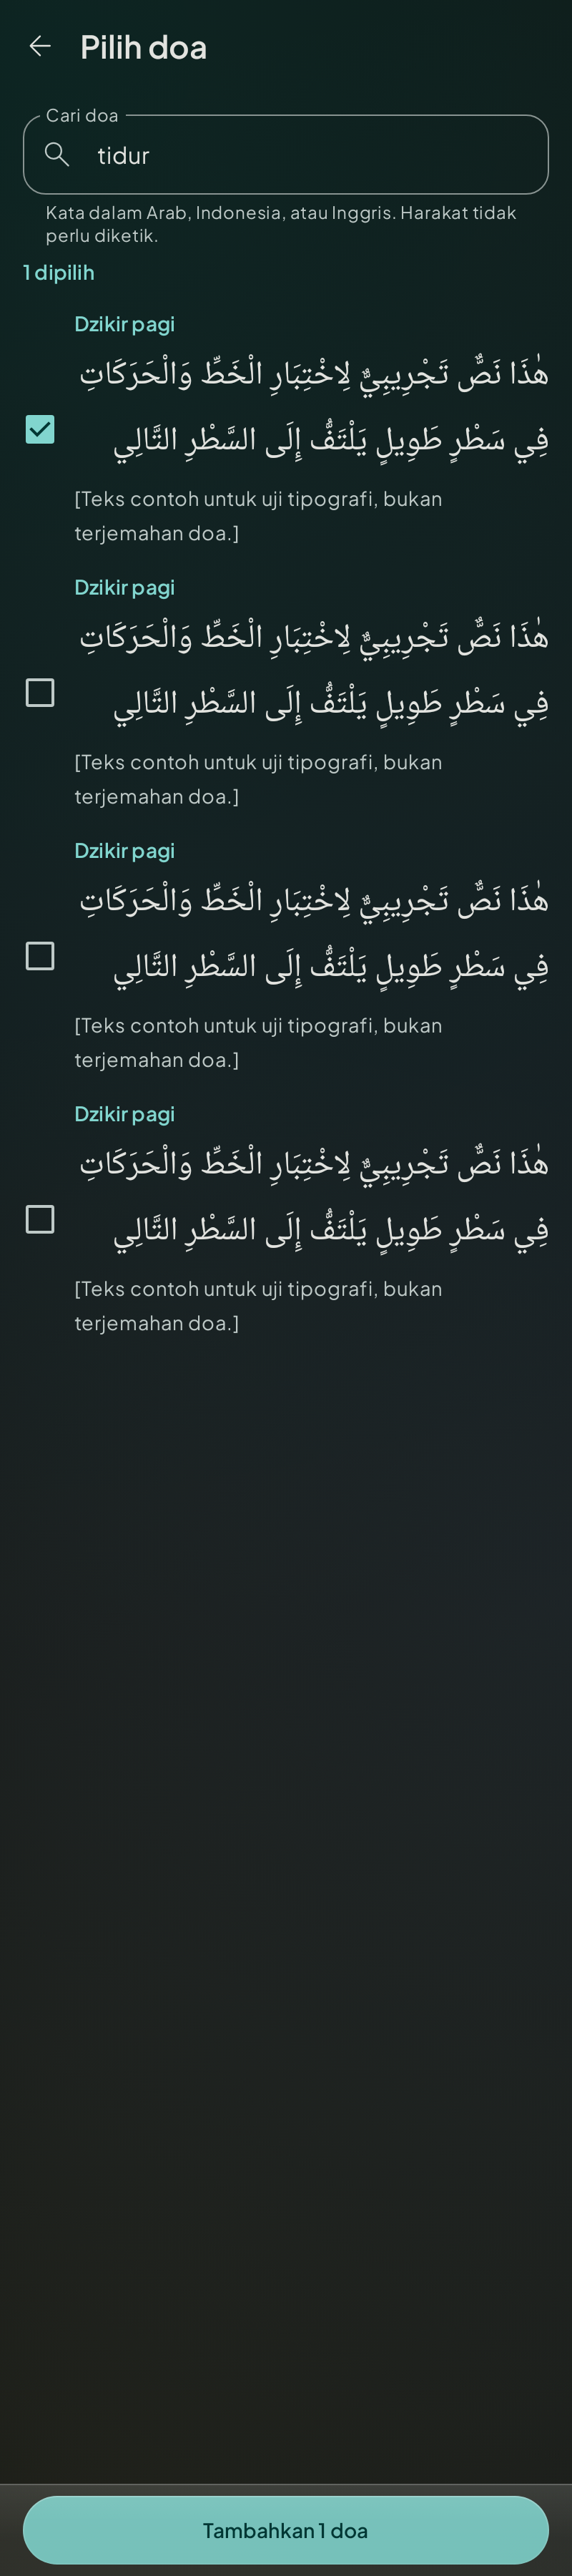 Pilih doa
Cari doa
tidur
Kata dalam Arab, Indonesia, atau Inggris. Harakat tidak
perlu diketik.
1 dipilih
Dzikir pagi
هٰذَا نَصٌّ تَجْرِيبِيٌّ لِاخْتِبَارِ الْخَطِّ وَالْحَرَكَاتِ
فِي سَطْرٍ طَوِيلٍ يَلْتَفُّ إِلَى السَّطْرِ التَّالِي
[Teks contoh untuk uji tipografi, bukan
terjemahan doa.]
Dzikir pagi
هٰذَا نَصٌّ تَجْرِيبِيٌّ لِاخْتِبَارِ الْخَطِّ وَالْحَرَكَاتِ
فِي سَطْرٍ طَوِيلٍ يَلْتَفُّ إِلَى السَّطْرِ التَّالِي
[Teks contoh untuk uji tipografi, bukan
terjemahan doa.]
Dzikir pagi
هٰذَا نَصٌّ تَجْرِيبِيٌّ لِاخْتِبَارِ الْخَطِّ وَالْحَرَكَاتِ
فِي سَطْرٍ طَوِيلٍ يَلْتَفُّ إِلَى السَّطْرِ التَّالِي
[Teks contoh untuk uji tipografi, bukan
terjemahan doa.]
Dzikir pagi
هٰذَا نَصٌّ تَجْرِيبِيٌّ لِاخْتِبَارِ الْخَطِّ وَالْحَرَكَاتِ
فِي سَطْرٍ طَوِيلٍ يَلْتَفُّ إِلَى السَّطْرِ التَّالِي
[Teks contoh untuk uji tipografi, bukan
terjemahan doa.]
Tambahkan 1 doa